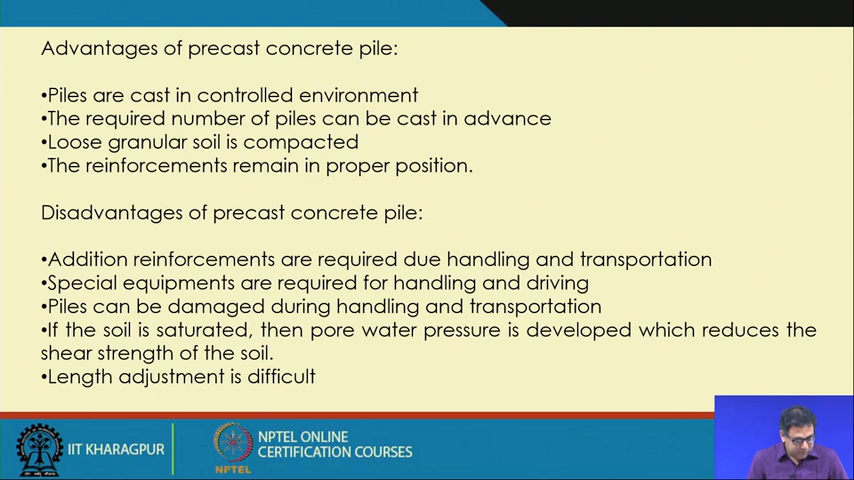 Advantages of precast concrete pile:
•Piles are cast in controlled environment
•The required number of piles can be cast in advance
•Loose granular soil is compacted
•The reinforcements remain in proper position.
Disadvantages of precast concrete pile:
•Addition reinforcements are required due handling and transportation
•Special equipments are required for handling and driving
•Piles can be damaged during handling and transportation
•If the soil is saturated, then pore water pressure is developed which reduces the
shear strength of the soil.
•Length adjustment is difficult
IIT KHARAGPUR
NPTEL
NPTEL ONLINE
CERTIFICATION COURSES